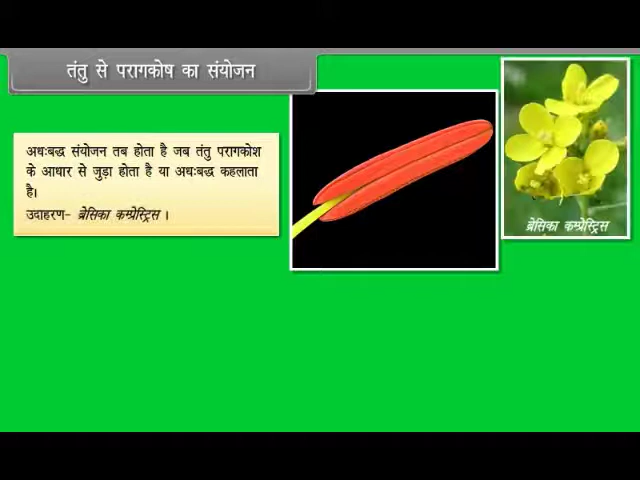 तंतु से परागकोष का संयोजन
अधःबद्ध संयोजन तब होता है जब तंतु परागकोश
के आधार से जुड़ा होता है या अधःबद्ध कहलाता
है।
उदाहरण- ब्रेसिका कम्प्रेस्ट्रिस ।
ब्रेसिका कम्प्रेस्ट्रिस